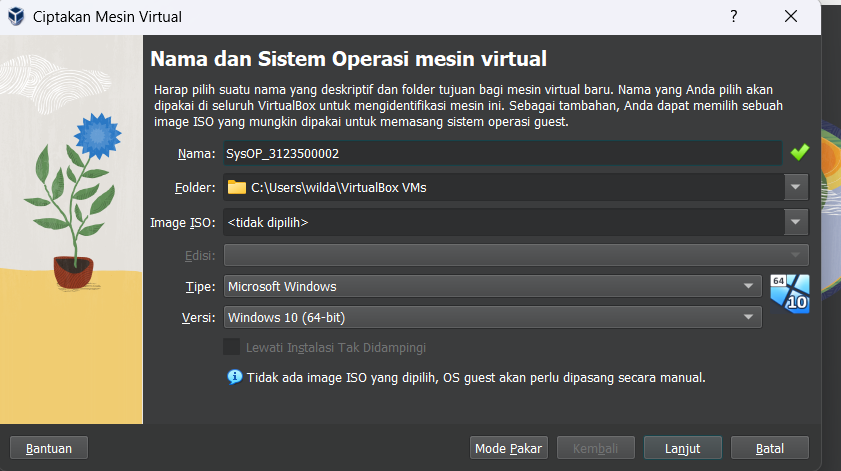 Ciptakan Mesin Virtual
?
Nama dan Sistem Operasi mesin virtual
Harap pilih suatu nama yang deskriptif dan folder tujuan bagi mesin virtual baru. Nama yang Anda pilih akan
dipakai di seluruh VirtualBox untuk mengidentifikasi mesin ini. Sebagai tambahan, Anda dapat memilih sebuah
image ISO yang mungkin dipakai untuk memasang sistem operasi guest.
Nama: SysOP_3123500002
Folder: C:\Users\wilda\VirtualBox VMs
Image ISO: <tidak dipilih>
Edisi:
Tipe: Microsoft Windows
64
10
Versi: Windows 10 (64-bit)
Lewati Instalasi Tak Didampingi
Tidak ada image ISO yang dipilih, OS guest akan perlu dipasang secara manual.
Bantuan Mode Pakar Kembali Lanjut Batal